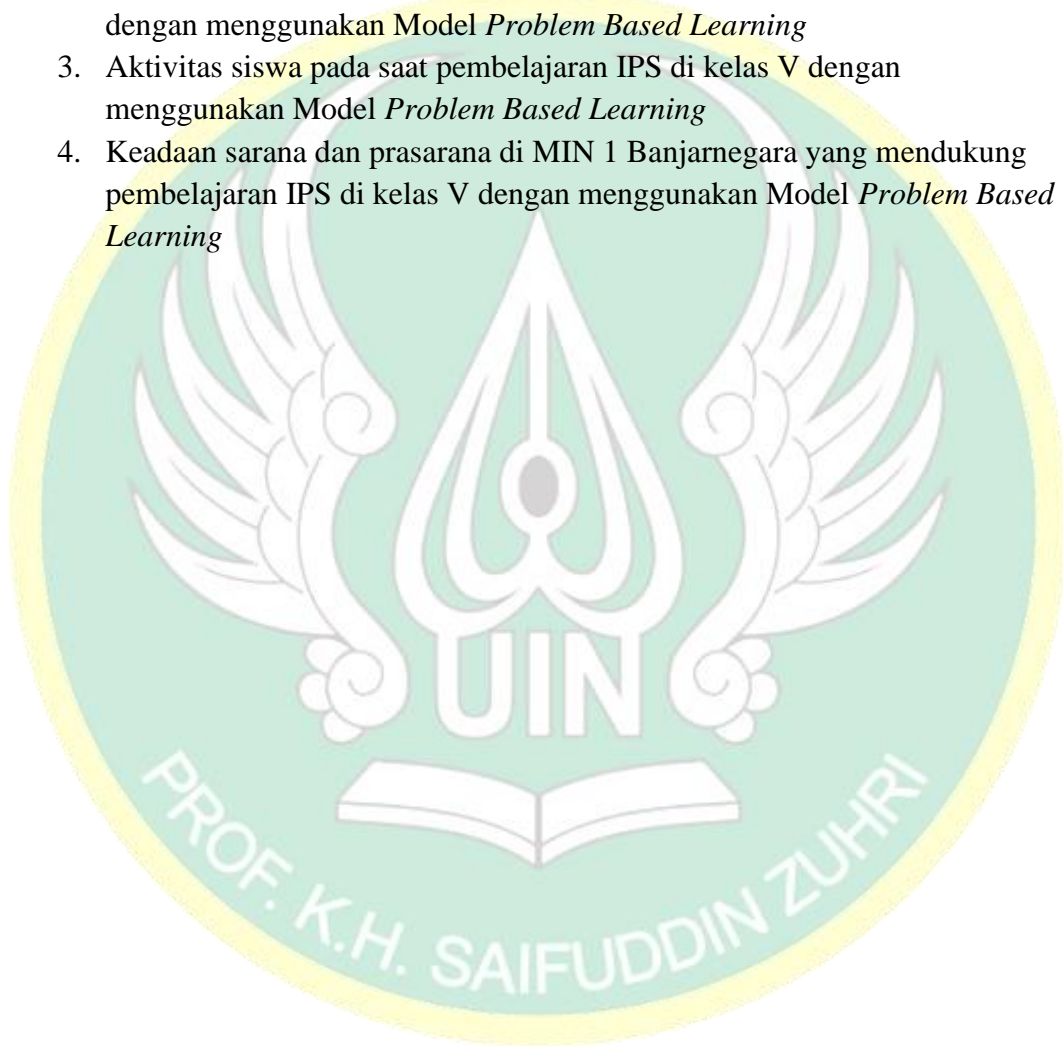 dengan menggunakan Model Problem Based Learning
3. Aktivitas siswa pada saat pembelajaran IPS di kelas V dengan
menggunakan Model Problem Based Learning
4. Keadaan sarana dan prasarana di MIN 1 Banjarnegara yang mendukung
pembelajaran IPS di kelas V dengan menggunakan Model Problem Based
Learning
UIN
PROF. K.H. SAIFUDDIN ZUHRI